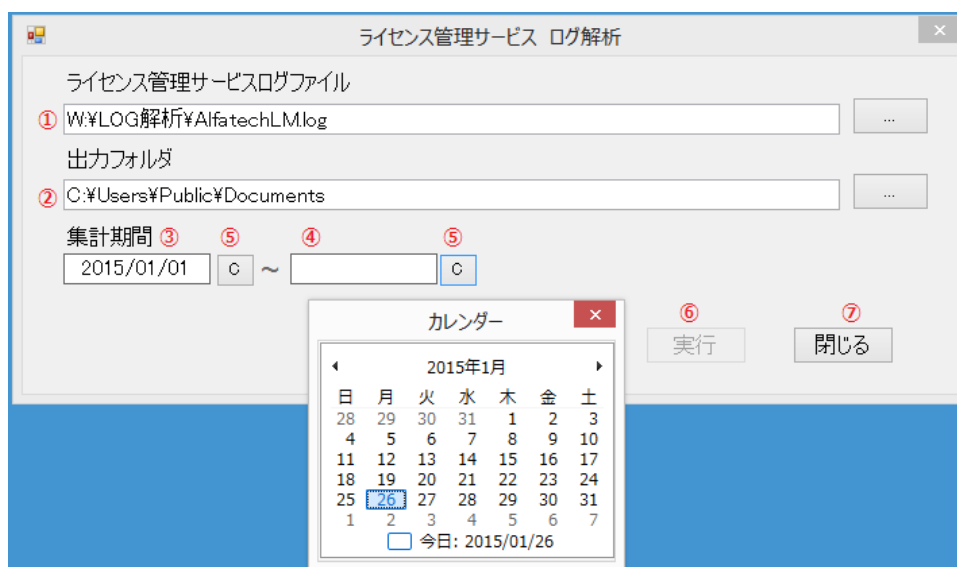 ライセンス管理サービス ログ解析
ライセンス管理サービスログファイル
① W:¥LOG解析¥AlfatechLM.log ...
出力フォルダ
② C:¥Users¥Public¥Documents ...
集計期間 ③ ⑤ ④ ⑤
2015/01/01 C ～ C
カレンダー
⑥ ⑦
実行 閉じる
2015年1月
日 月 火 水 木 金 土
28 29 30 31 1 2 3
4 5 6 7 8 9 10
11 12 13 14 15 16 17
18 19 20 21 22 23 24
25 26 27 28 29 30 31
1 2 3 4 5 6 7
今日: 2015/01/26